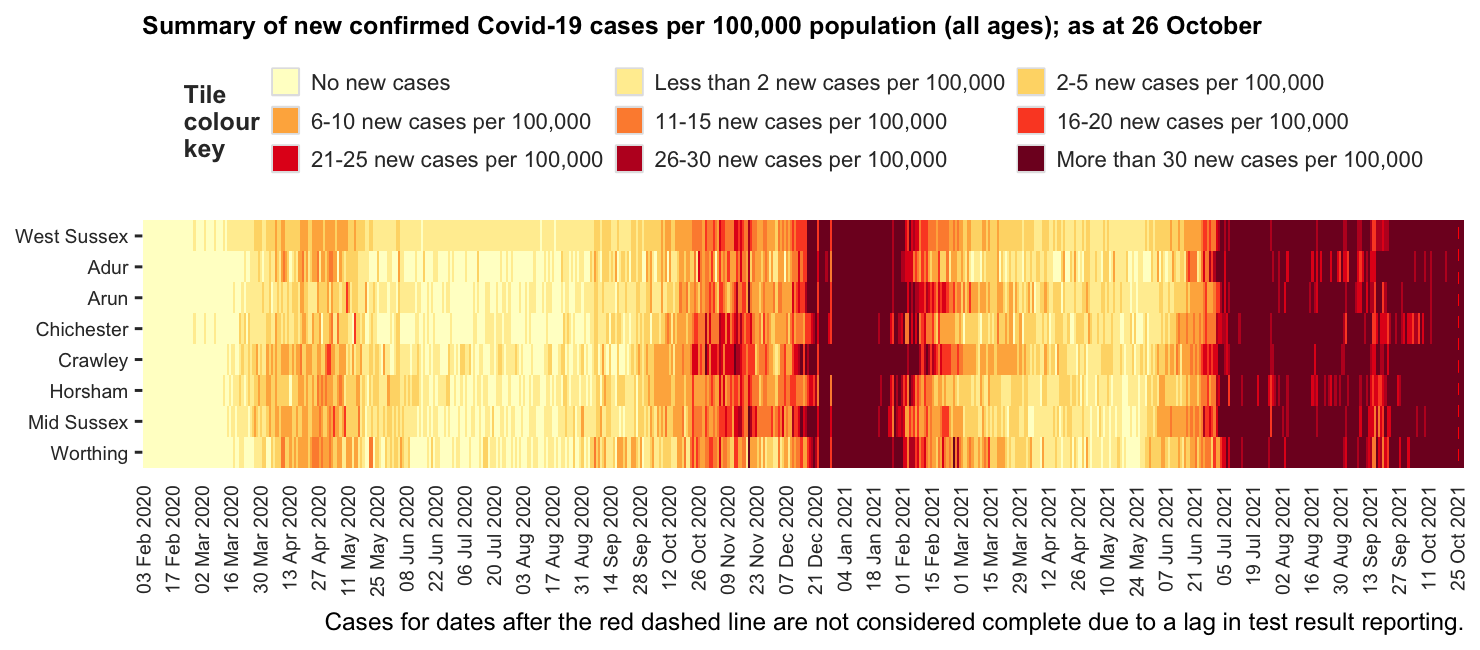 Summary of new confirmed Covid-19 cases per 100,000 population (all ages); as at 26 October
Tile
colour
key
No new cases
Less than 2 new cases per 100,000
2-5 new cases per 100,000
6-10 new cases per 100,000
11-15 new cases per 100,000
16-20 new cases per 100,000
21-25 new cases per 100,000
26-30 new cases per 100,000
More than 30 new cases per 100,000
West Sussex
Adur
Arun
Chichester
Crawley
Horsham
Mid Sussex
Worthing
03 Feb 2020
17 Feb 2020
02 Mar 2020
16 Mar 2020
30 Mar 2020
13 Apr 2020
27 Apr 2020
11 May 2020
25 May 2020
08 Jun 2020
22 Jun 2020
06 Jul 2020
20 Jul 2020
03 Aug 2020
17 Aug 2020
31 Aug 2020
14 Sep 2020
28 Sep 2020
12 Oct 2020
26 Oct 2020
09 Nov 2020
23 Nov 2020
07 Dec 2020
21 Dec 2020
04 Jan 2021
18 Jan 2021
01 Feb 2021
15 Feb 2021
01 Mar 2021
15 Mar 2021
29 Mar 2021
12 Apr 2021
26 Apr 2021
10 May 2021
24 May 2021
07 Jun 2021
21 Jun 2021
05 Jul 2021
19 Jul 2021
02 Aug 2021
16 Aug 2021
30 Aug 2021
13 Sep 2021
27 Sep 2021
11 Oct 2021
25 Oct 2021
Cases for dates after the red dashed line are not considered complete due to a lag in test result reporting.